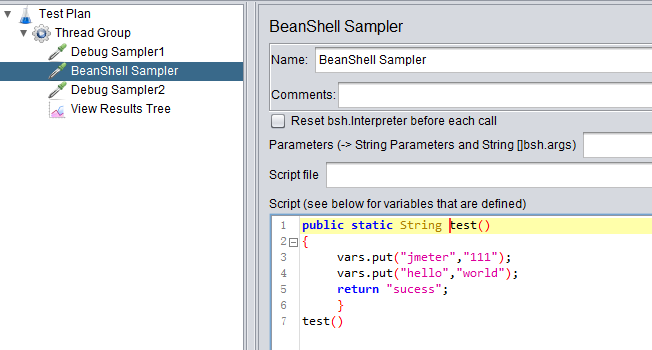 Test Plan
Thread Group
Debug Sampler1
BeanShell Sampler
Debug Sampler2
View Results Tree
BeanShell Sampler
Name: BeanShell Sampler
Comments:
Reset bsh.Interpreter before each call
Parameters (-> String Parameters and String []bsh.args)
Script file
Script (see below for variables that are defined)
1 public static String test()
2 {
3 vars.put("jmeter","111");
4 vars.put("hello","world");
5 return "sucess";
6 }
7 test()